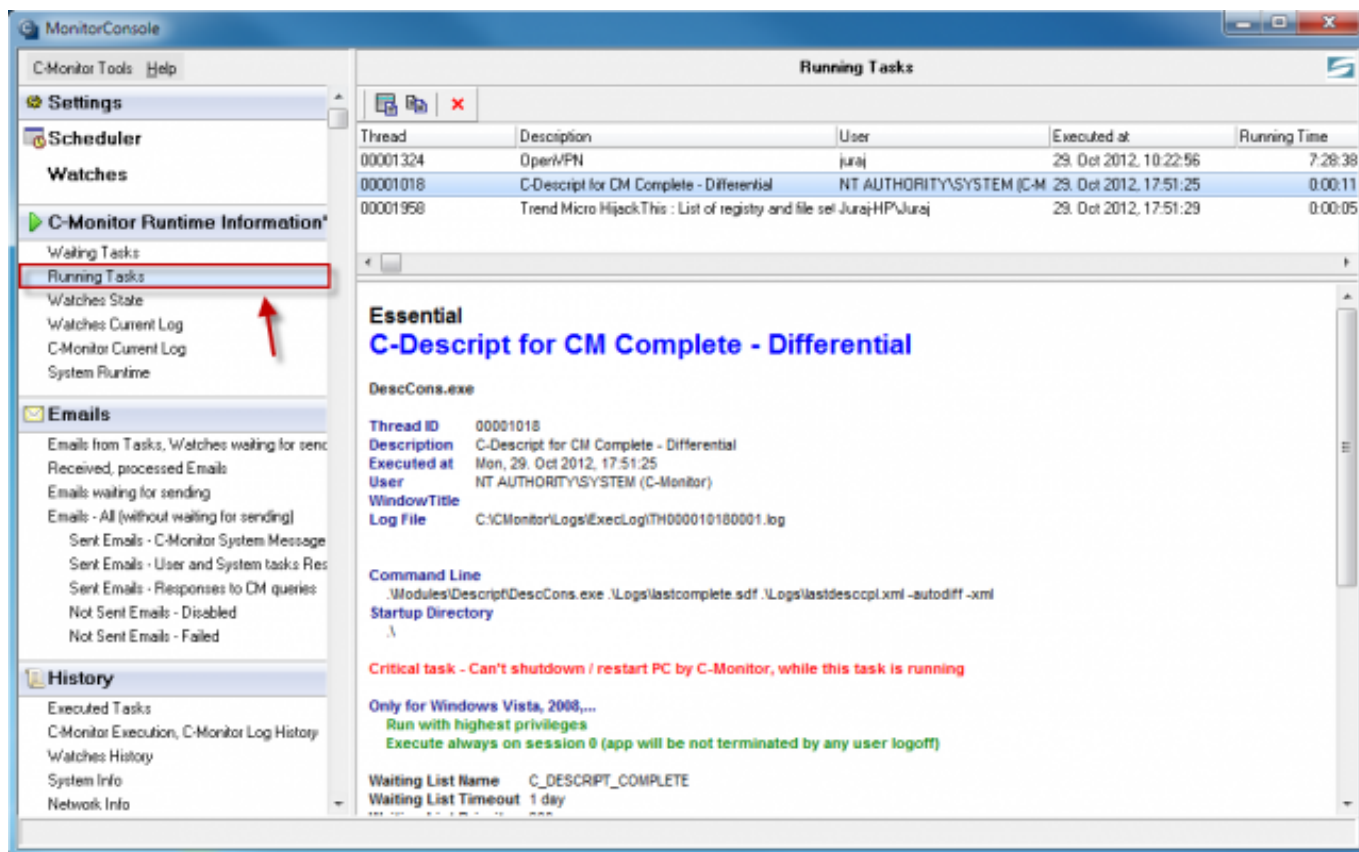 MonitorConsole
C-Monitor Tools Help
Settings
Scheduler
Watches
C-Monitor Runtime Information*
Waiting Tasks
Running Tasks
Watches State
Watches Current Log
C-Monitor Current Log
System Runtime
Emails
Emails from Tasks, Watches waiting for senc
Received, processed Emails
Emails waiting for sending
Emails - All (without waiting for sending)
Sent Emails - C-Monitor System Message
Sent Emails - User and System tasks Res
Sent Emails - Responses to CM queries
Not Sent Emails - Disabled
Not Sent Emails - Failed
History
Executed Tasks
C-Monitor Execution, C-Monitor Log History
Watches History
System Info
Network Info
Running Tasks
Thread Description User Executed at Running Time
00001324 OpenVPN juraj 29. Oct 2012, 10:22:56 7:28:38
00001018 C-Descript for CM Complete - Differential NT AUTHORITY\SYSTEM (C-M 29. Oct 2012, 17:51:25 0:00:11
00001958 Trend Micro HijackThis : List of registry and file sel Juraj-HP\Juraj 29. Oct 2012, 17:51:29 0:00:05
Essential
C-Descript for CM Complete - Differential
DescCons.exe
Thread ID 00001018
Description C-Descript for CM Complete - Differential
Executed at Mon, 29. Oct 2012, 17:51:25
User NT AUTHORITY\SYSTEM (C-Monitor)
WindowTitle
Log File C:\CMonitor\Logs\ExecLog\TH000010180001.log
Command Line
.\Modules\Descript\DescCons.exe .\Logs\lastcomplete.sdf .\Logs\lastdesccpl.xml -autodiff -xml
Startup Directory
.\
Critical task - Can't shutdown / restart PC by C-Monitor, while this task is running
Only for Windows Vista, 2008,...
Run with highest privileges
Execute always on session 0 (app will be not terminated by any user logoff)
Waiting List Name C_DESCRIPT_COMPLETE
Waiting List Timeout 1 day